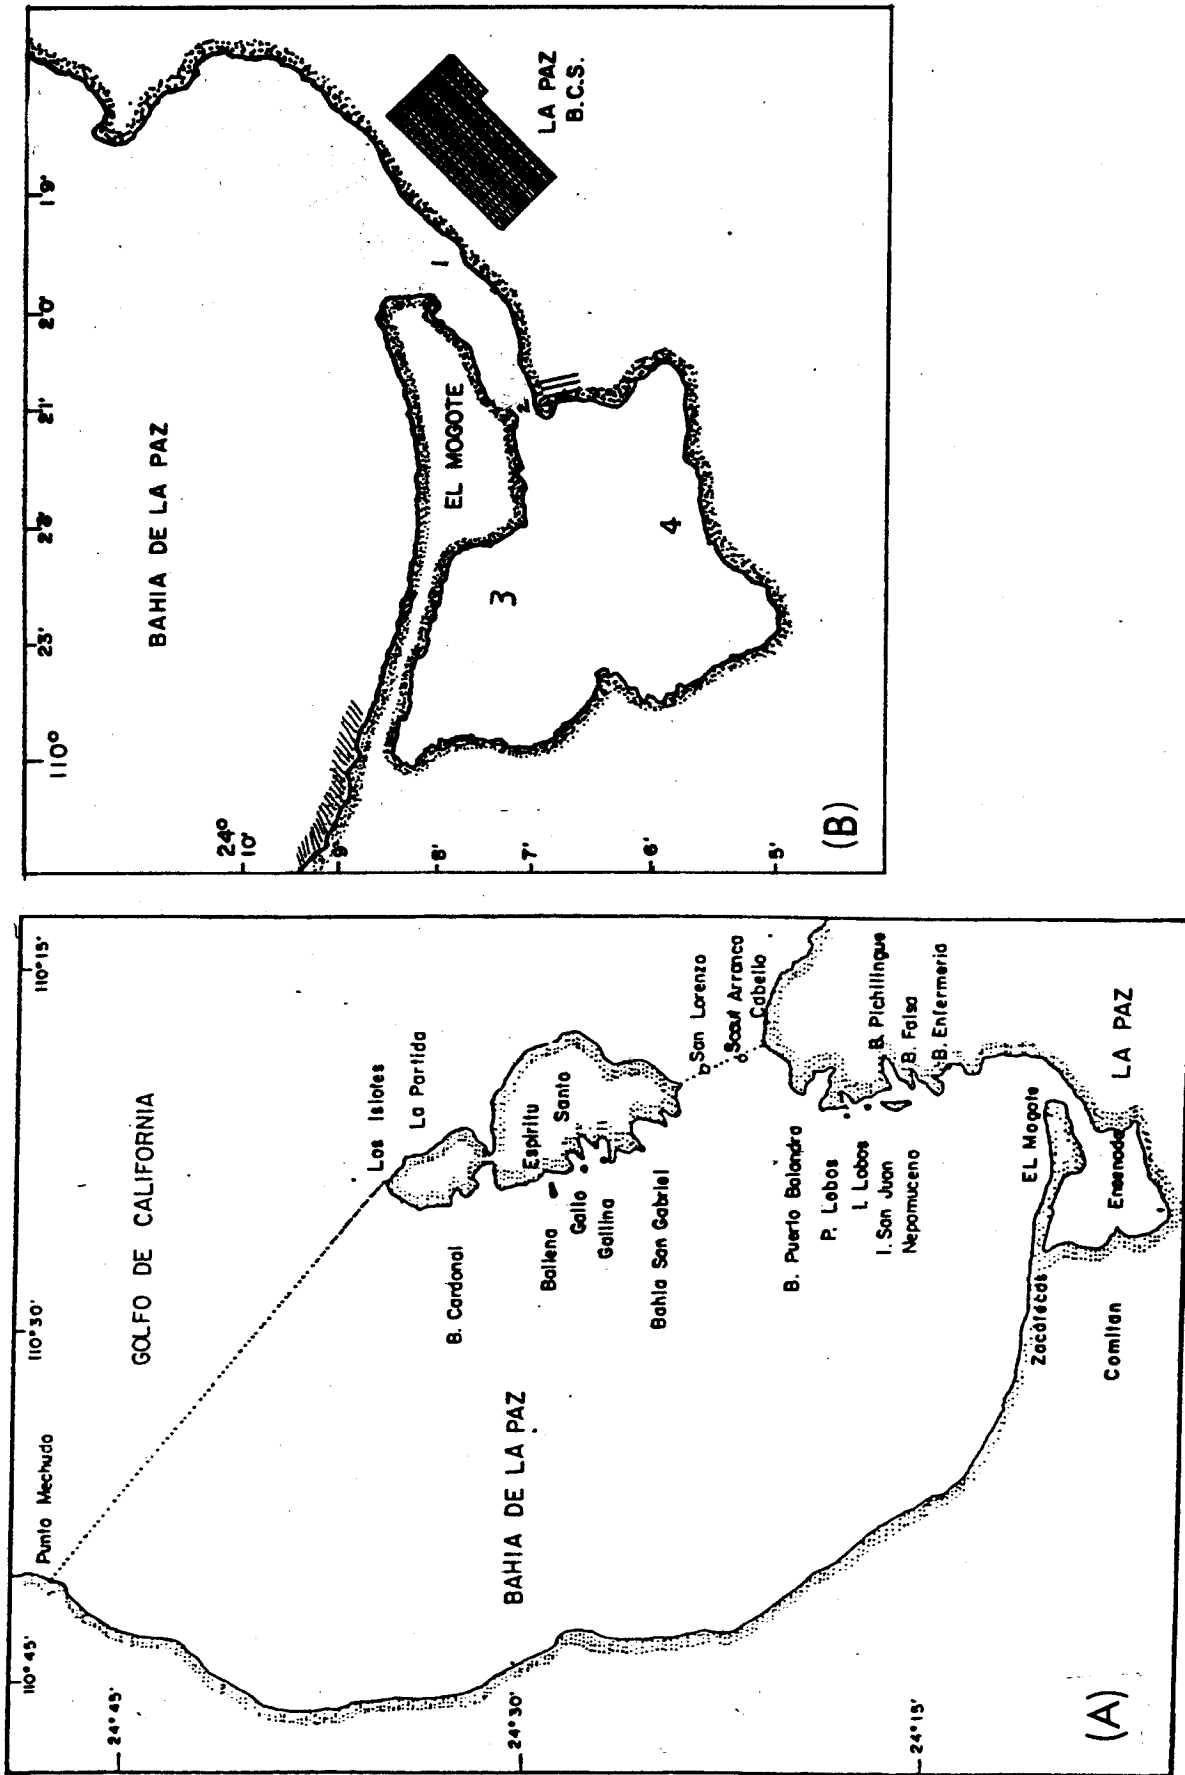 110°45'
110°30'
110°15'
24°45'
24°30'
24°15'
Punto Mechudo
GOLFO DE CALIFORNIA
Los Islotes
La Partida
B. Cardonal
Espiritu
Santo
Ballena
Gallo
Gallina
Bahia San Gabriel
San Lorenzo
Scout Arranca
Cabello
BAHIA DE LA PAZ
B. Puerto Balandra
P. Lobos
I. Lobos
I. San Juan
Nepomuceno
B. Pichilingue
B. Falsa
B. Enfermeria
EL Mogote
Zacatecas
Ensenada
Comitan
LA PAZ
(A)
110°
23'
22'
21'
20'
19'
24°
10'
9'
8'
7'
6'
5'
BAHIA DE LA PAZ
EL MOGOTE
1
2
3
4
LA PAZ
B.C.S.
(B)